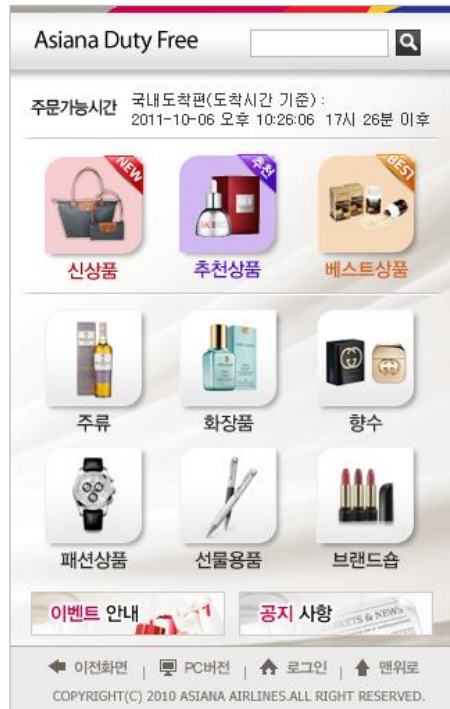 Asiana Duty Free
주문가능시간
국내도착편(도착시간 기준) :
2011-10-06 오후 10:26:06 17시 26분 이후
NEW
추천
BEST
신상품
추천상품
베스트상품
주류
화장품
향수
패션상품
선물용품
브랜드숍
이벤트 안내
공지 사항
KETS & NEWS
이전화면 | PC버전 | 로그인 | 맨위로
COPYRIGHT(C) 2010 ASIANA AIRLINES.ALL RIGHT RESERVED.